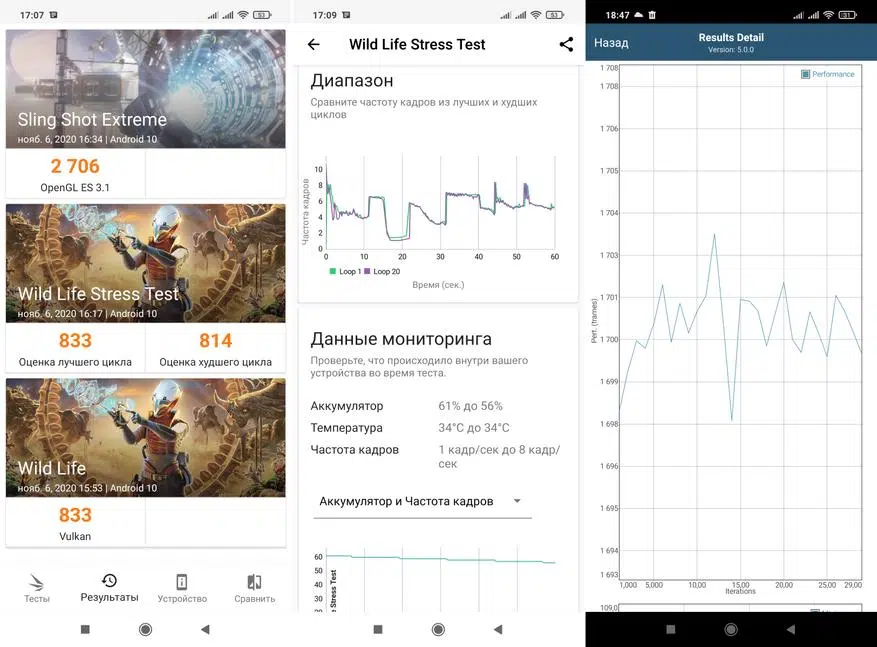 17:07
53
Sling Shot Extreme
нояб. 6, 2020 16:34 | Android 10
2 706
OpenGL ES 3.1
Wild Life Stress Test
нояб. 6, 2020 16:17 | Android 10
833
814
Оценка лучшего цикла
Оценка худшего цикла
Wild Life
нояб. 6, 2020 15:53 | Android 10
833
Vulkan
Тесты
Результаты
Устройство
Сравнить
17:09
53
Wild Life Stress Test
Диапазон
Сравните частоту кадров из лучших и худших
циклов
Частота кадров
10
8
6
4
2
0
0 10 20 30 40 50 60
Loop 1 Loop 20
Время (сек.)
Данные мониторинга
Проверьте, что происходило внутри вашего
устройства во время теста.
Аккумулятор 61% до 56%
Температура 34°C до 34°C
Частота кадров 1 кадр/сек до 8 кадр/
сек
Аккумулятор и Частота кадров
60
50
40
30
20
Stress Test
18:47
31
Назад
Results Detail
Version: 5.0.0
Performance
Perf. (frames)
1 708
1 708
1 706
1 705
1 704
1 703
1 701
1 700
1 699
1 698
1 696
1 695
1 694
1 693
1,000 5,000 10,00 15,00 20,00 25,00 29,00
Iterations
109,0